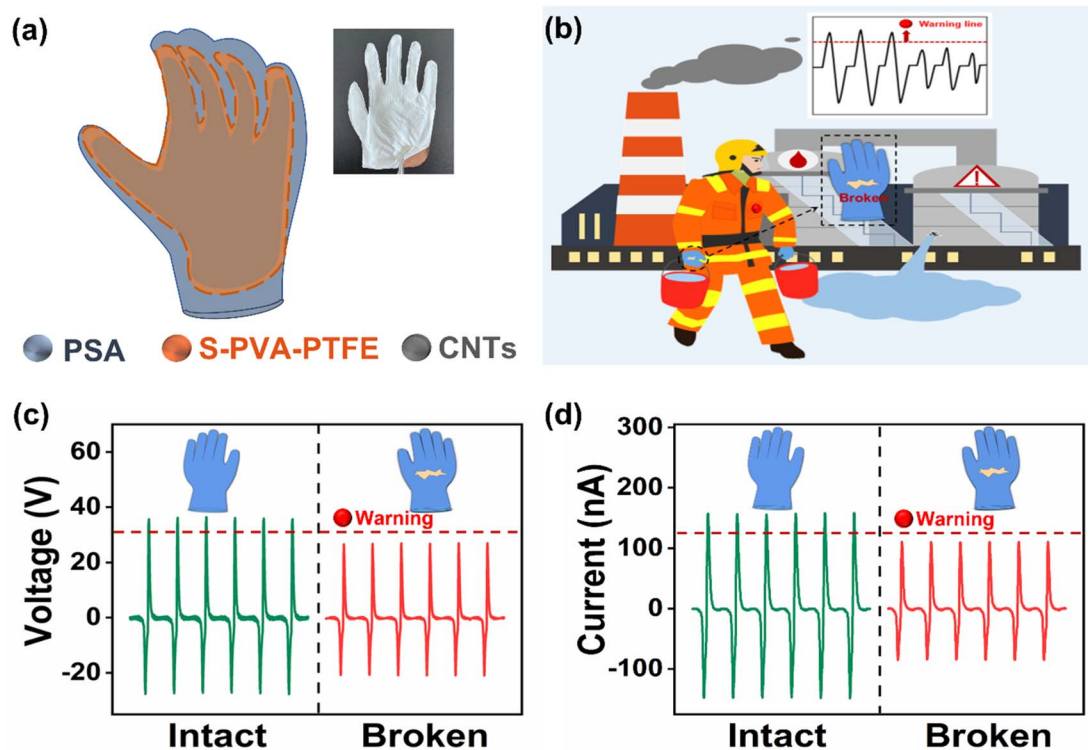 (a)
PSA
S-PVA-PTFE
CNTs
(b)
Warning line
Broken
!
(c)
Voltage (V)
60
40
20
0
-20
Warning
Intact
Broken
(d)
Current (nA)
300
200
100
0
-100
Warning
Intact
Broken